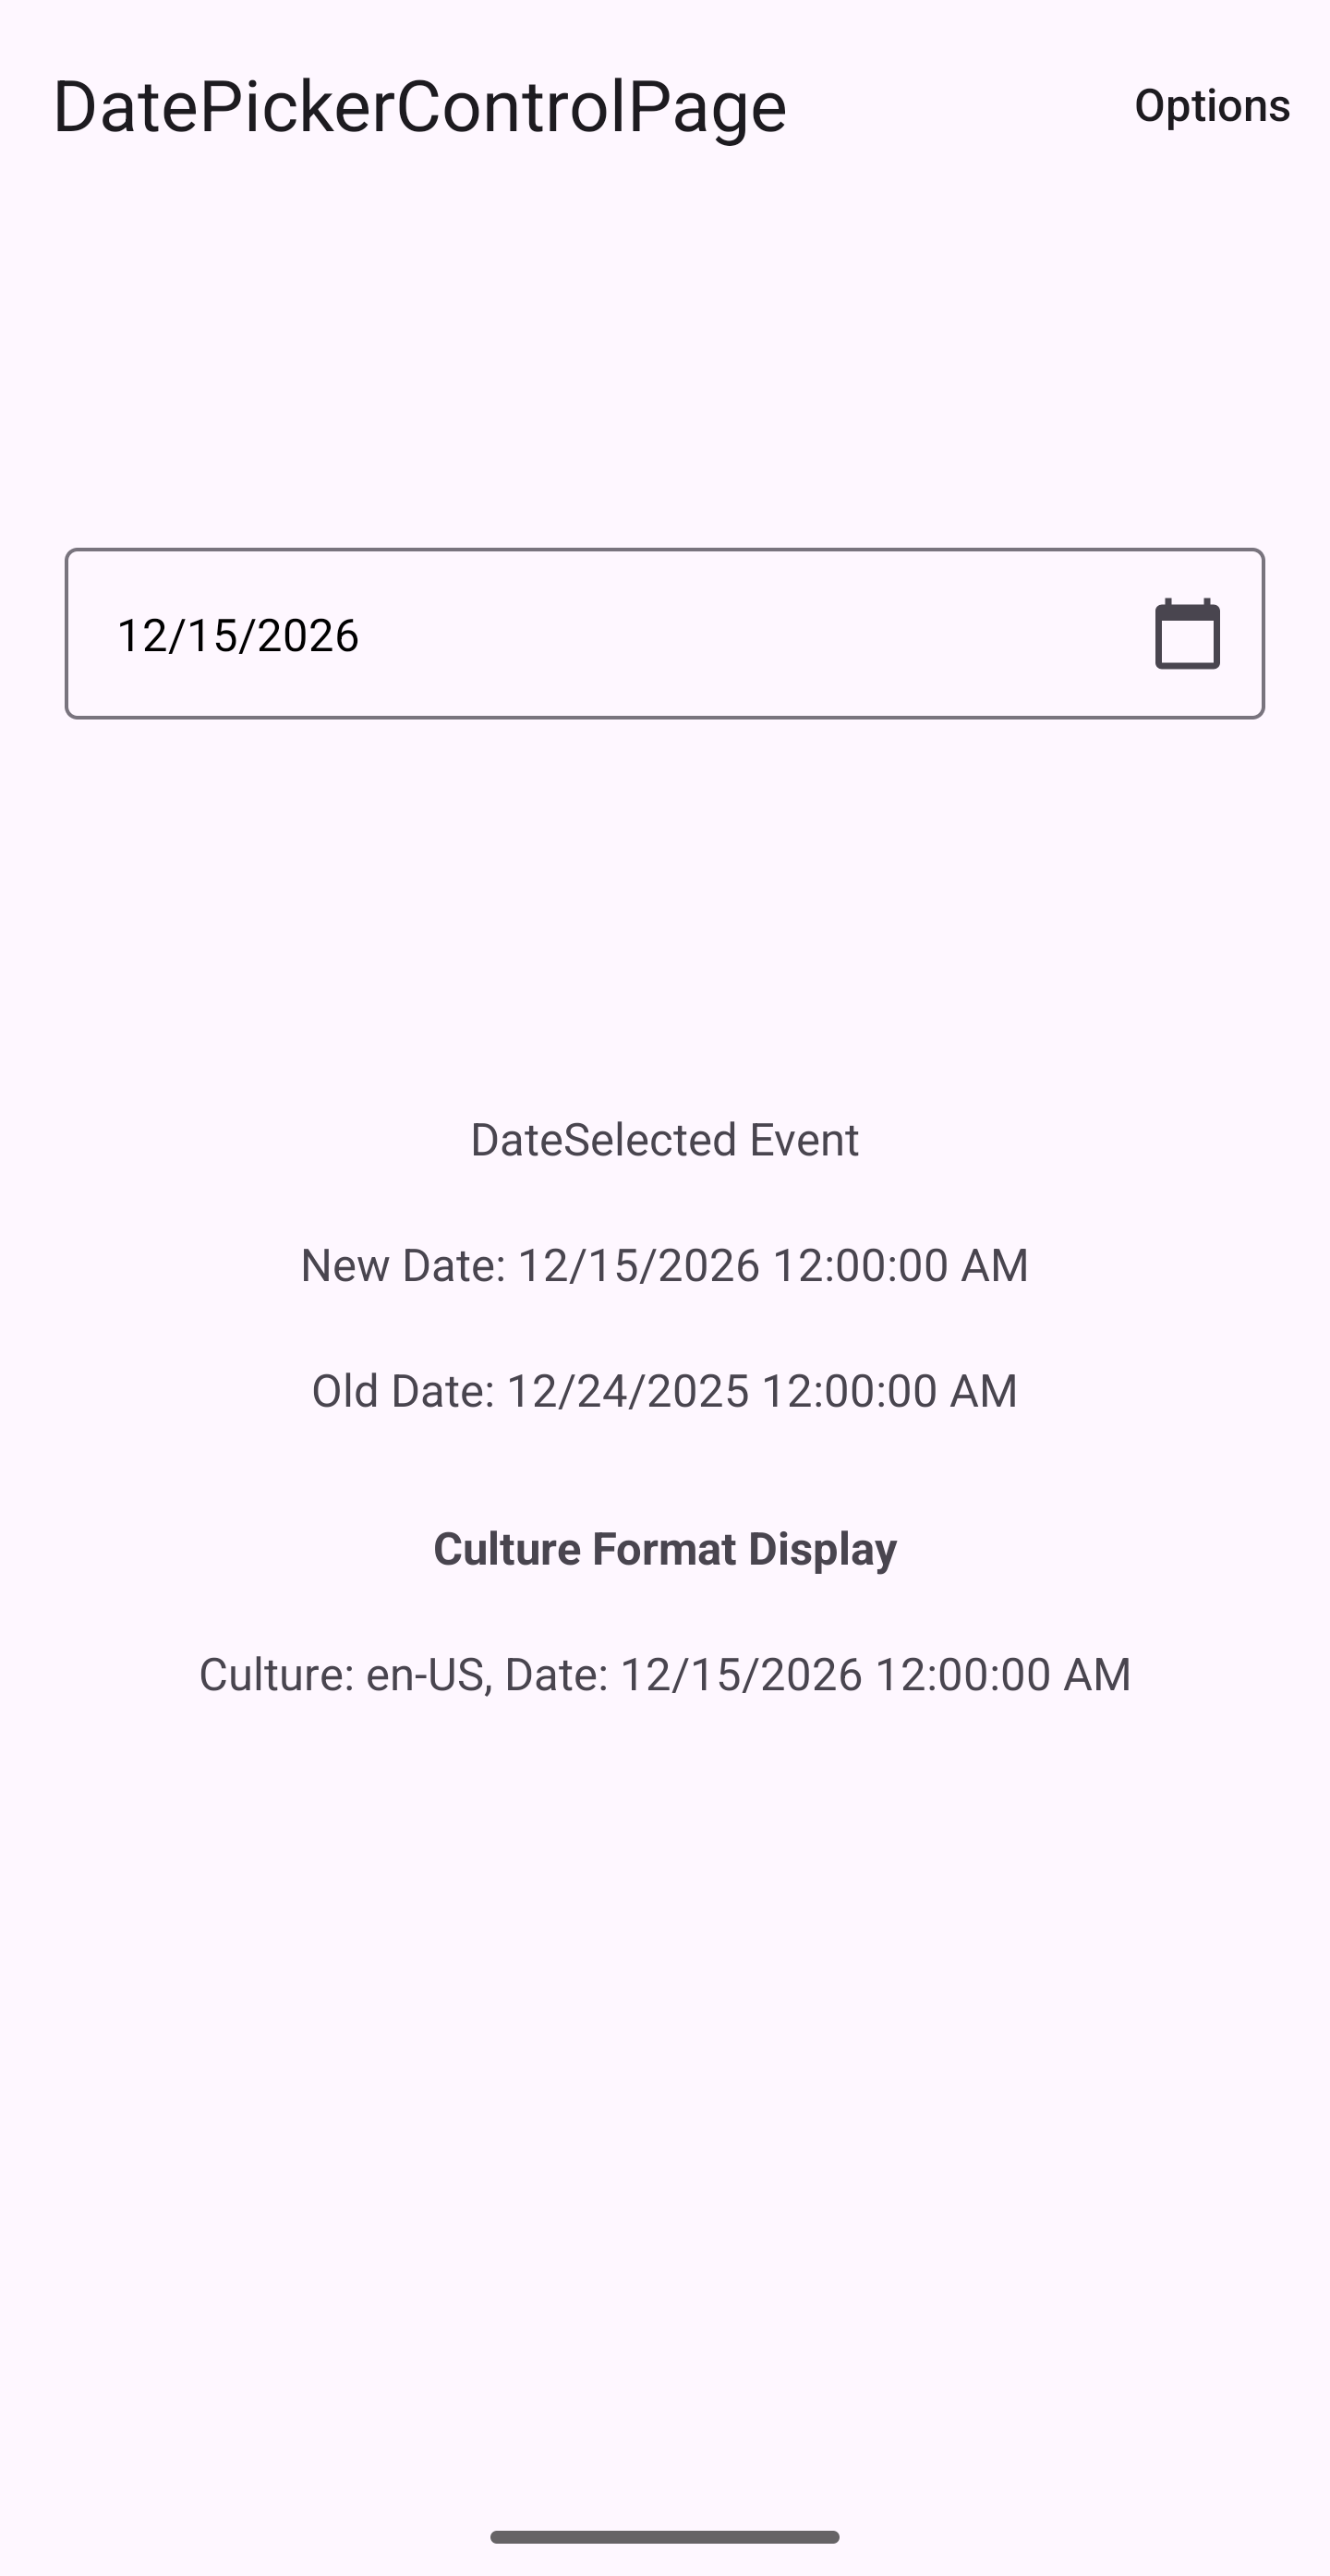 DatePickerControlPage
Options
12/15/2026
DateSelected Event
New Date: 12/15/2026 12:00:00 AM
Old Date: 12/24/2025 12:00:00 AM
Culture Format Display
Culture: en-US, Date: 12/15/2026 12:00:00 AM